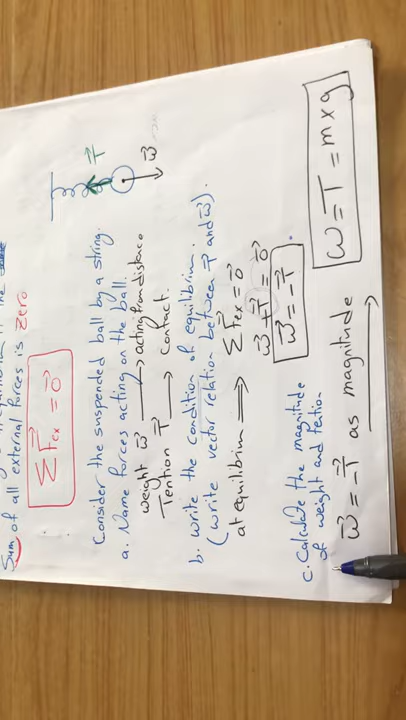 Sum of all external forces is Zero
ΣF⃗ex = 0⃗
Consider the suspended ball by a string.
a. Name forces acting on the ball.
weight w⃗ → acting from distance
Tention T⃗ → contact.
T⃗
w⃗
b. Write the condition of equilibrium.
(write vector relation between T⃗ and w⃗).
at equilibrium ⟹ ΣF⃗ex = 0⃗
w⃗ + T⃗ = 0⃗
w⃗ = -T⃗
c. Calculate the magnitude
of weight and tention.
w⃗ = -T⃗ as magnitude
w = T = m x g